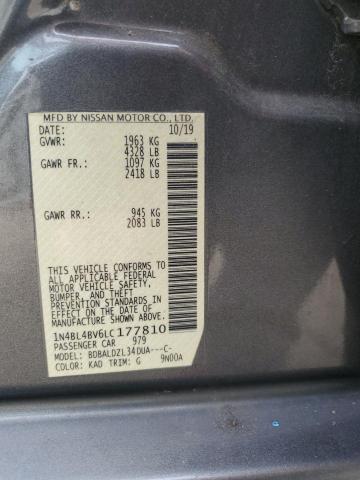 MFD BY NISSAN MOTOR CO., LTD.
DATE: 10/19
GVWR: 1963 KG
4328 LB
GAWR FR.: 1097 KG
2418 LB
GAWR RR.: 945 KG
2083 LB
THIS VEHICLE CONFORMS TO
ALL APPLICABLE FEDERAL
MOTOR VEHICLE SAFETY,
BUMPER, AND THEFT
PREVENTION STANDARDS IN
EFFECT ON THE DATE OF
MANUFACTURE SHOWN ABOVE.
1N4BL4BV6LC177810
PASSENGER CAR 979
MODEL: BDBALDZL34DUA---C-
COLOR: KAD TRIM: G 9N00A